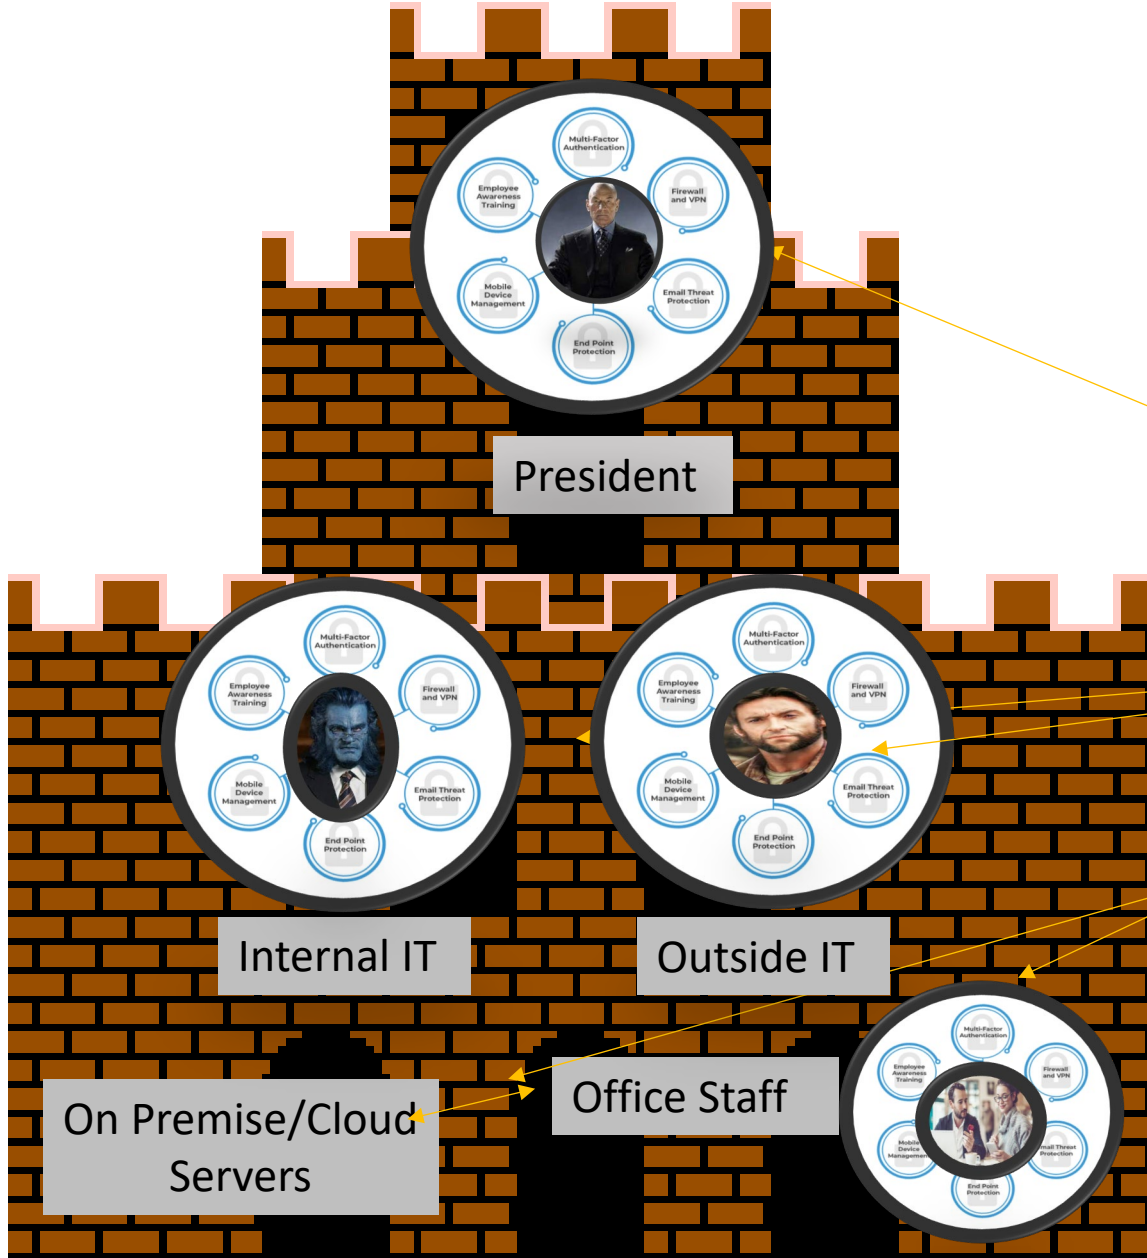 Multi-Factor
Authentication
Employee
Awareness
Training
Firewall
and VPN
Mobile
Device
Management
Email Threat
Protection
End Point
Protection
President
Multi-Factor
Authentication
Employee
Awareness
Training
Firewall
and VPN
Mobile
Device
Management
Email Threat
Protection
End Point
Protection
Multi-Factor
Authentication
Employee
Awareness
Training
Firewall
and VPN
Mobile
Device
Management
Email Threat
Protection
End Point
Protection
Internal IT
Outside IT
Multi-Factor
Authentication
Employee
Awareness
Training
Firewall
and VPN
Mobile
Device
Management
Email Threat
Protection
End Point
Protection
Office Staff
On Premise/Cloud
Servers